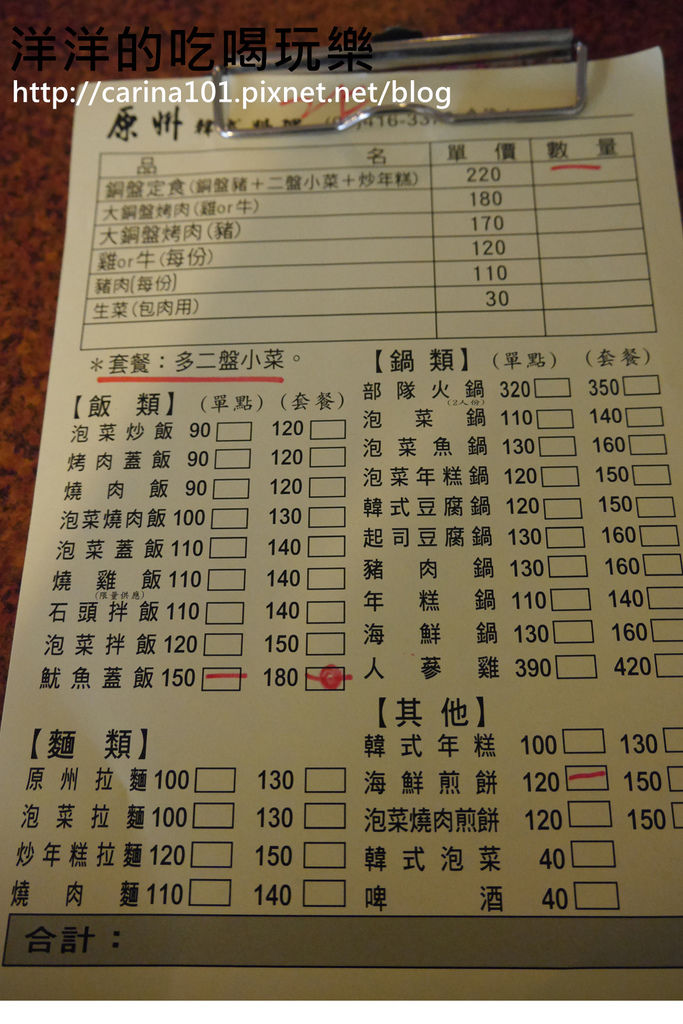 洋洋的吃喝玩樂
http://carina101.pixnet.net/blog
原州韓式料理
品 名 單 價 數 量
銅盤定食(銅盤豬+二盤小菜+炒年糕) 220
大銅盤烤肉(雞or牛) 180
大銅盤烤肉(豬) 170
雞or牛(每份) 120
豬肉(每份) 110
生菜(包肉用) 30
*套餐:多二盤小菜。
【飯 類】 (單點) (套餐)
泡菜炒飯 90 120
烤肉蓋飯 90 120
燒肉飯 90 120
泡菜燒肉飯 100 130
泡菜蓋飯 110 140
燒雞飯 110 140
(限量供應)
石頭拌飯 110 140
泡菜拌飯 120 150
魷魚蓋飯 150 180
【麵 類】
原州拉麵 100 130
泡菜拉麵 100 130
炒年糕拉麵 120 150
燒肉麵 110 140
【鍋 類】 (單點) (套餐)
部隊火鍋 320 350
(2人份)
泡菜鍋 110 140
泡菜魚鍋 130 160
泡菜年糕鍋 120 150
韓式豆腐鍋 120 150
起司豆腐鍋 130 160
豬肉鍋 130 160
年糕鍋 110 140
海鮮鍋 130 160
人蔘雞 390 420
【其 他】
韓式年糕 100 130
海鮮煎餅 120 150
泡菜燒肉煎餅 120 150
韓式泡菜 40
啤酒 40
合計: